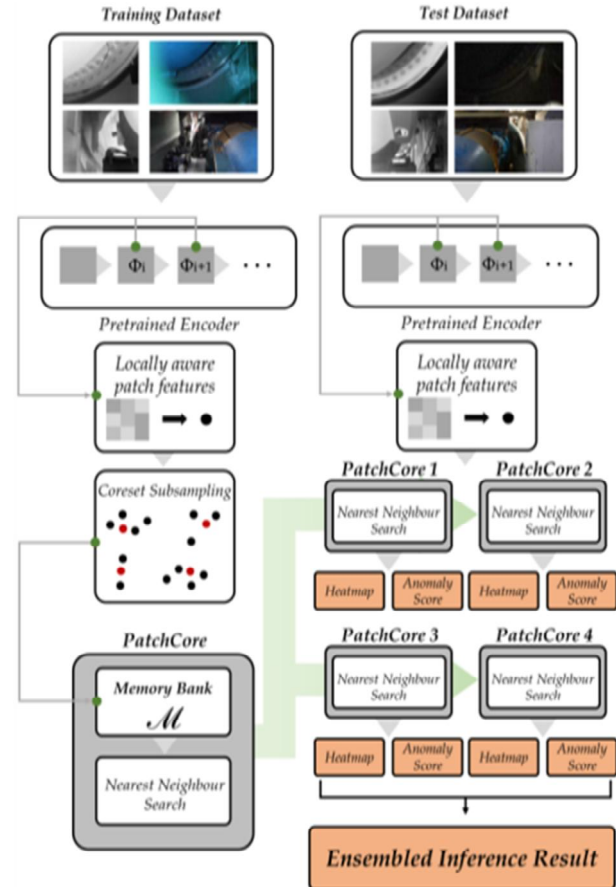 Training Dataset
Φi
Φi+1
...
Pretrained Encoder
Locally aware
patch features
Coreset Subsampling
PatchCore
Memory Bank
ℳ
Nearest Neighbour
Search
Test Dataset
Φi
Φi+1
...
Pretrained Encoder
Locally aware
patch features
PatchCore 1
PatchCore 2
Nearest Neighbour
Search
Nearest Neighbour
Search
Heatmap
Anomaly
Score
Heatmap
Anomaly
Score
PatchCore 3
PatchCore 4
Nearest Neighbour
Search
Nearest Neighbour
Search
Heatmap
Anomaly
Score
Heatmap
Anomaly
Score
Ensembled Inference Result